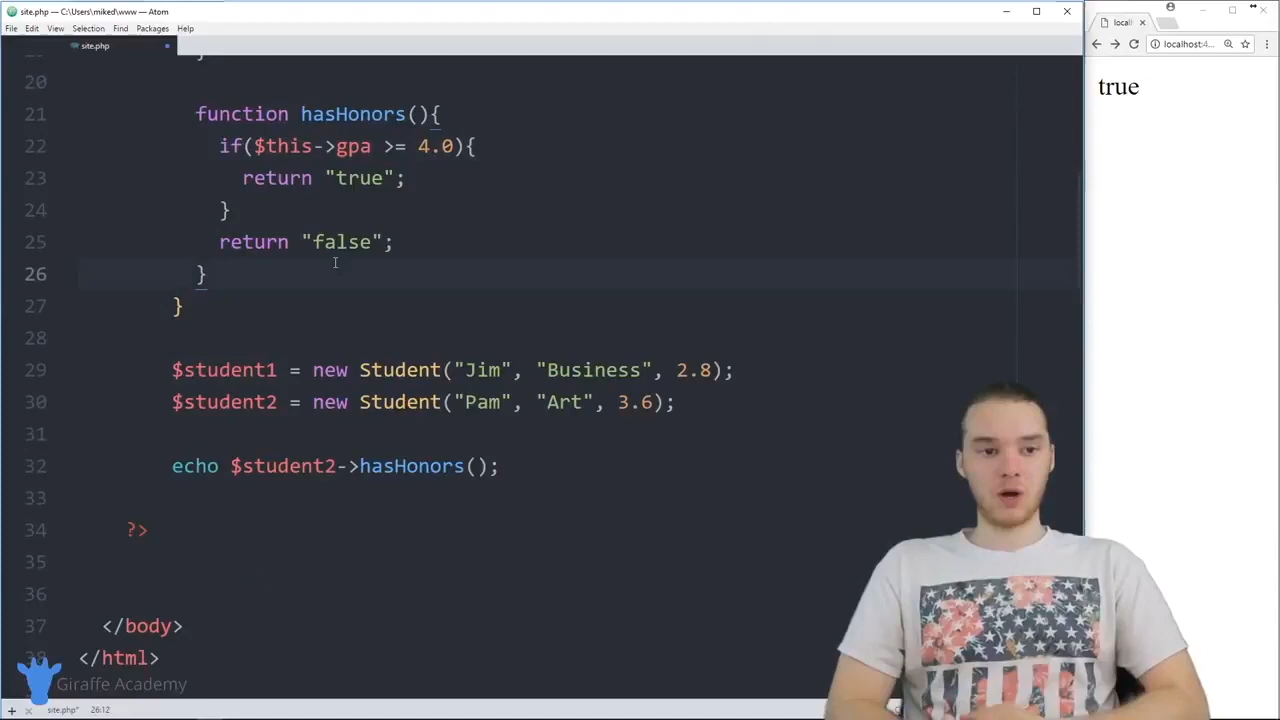 site.php — C:\Users\miked\www — Atom
File Edit View Selection Find Packages Help
site.php
locall
localhost:4...
true
20
21 function hasHonors(){
22 if($this->gpa >= 4.0){
23 return "true";
24 }
25 return "false";
26 }
27 }
28
29 $student1 = new Student("Jim", "Business", 2.8);
30 $student2 = new Student("Pam", "Art", 3.6);
31
32 echo $student2->hasHonors();
33
34 ?>
35
36
37 </body>
</html>
Giraffe Academy
site.php* 26:12